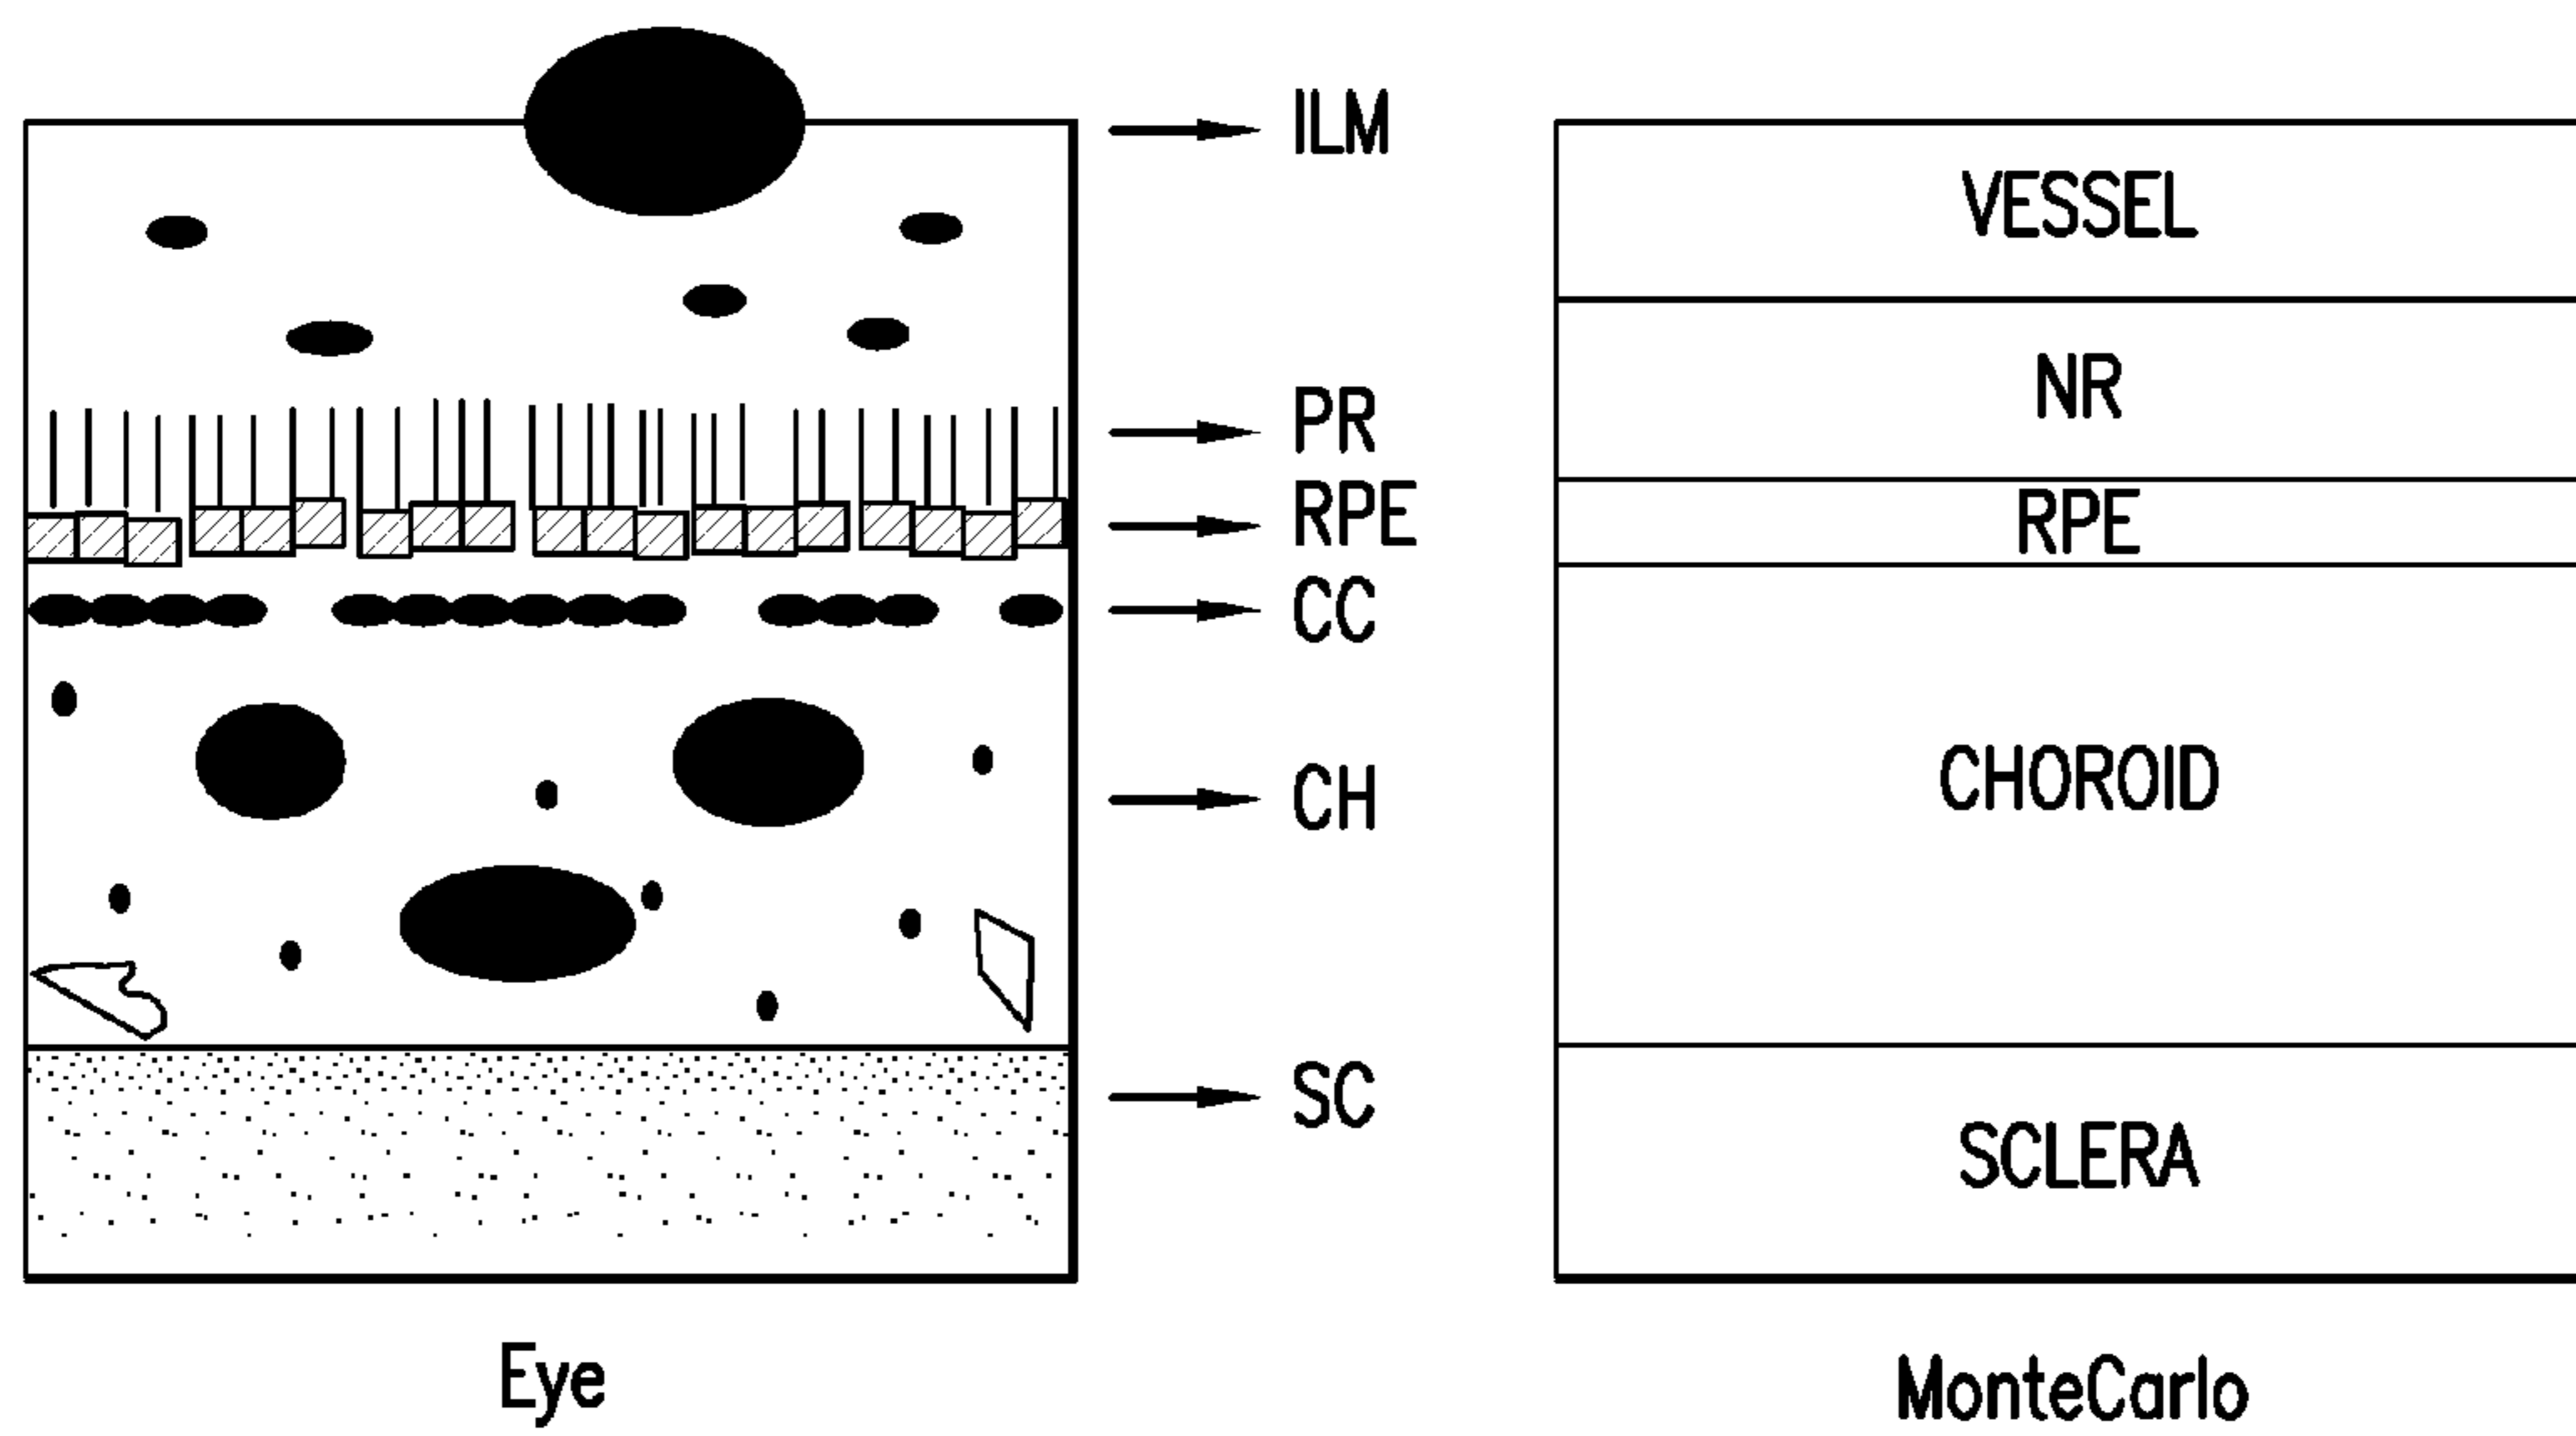 ILM
PR
RPE
CC
CH
SC
Eye
VESSEL
NR
RPE
CHOROID
SCLERA
MonteCarlo